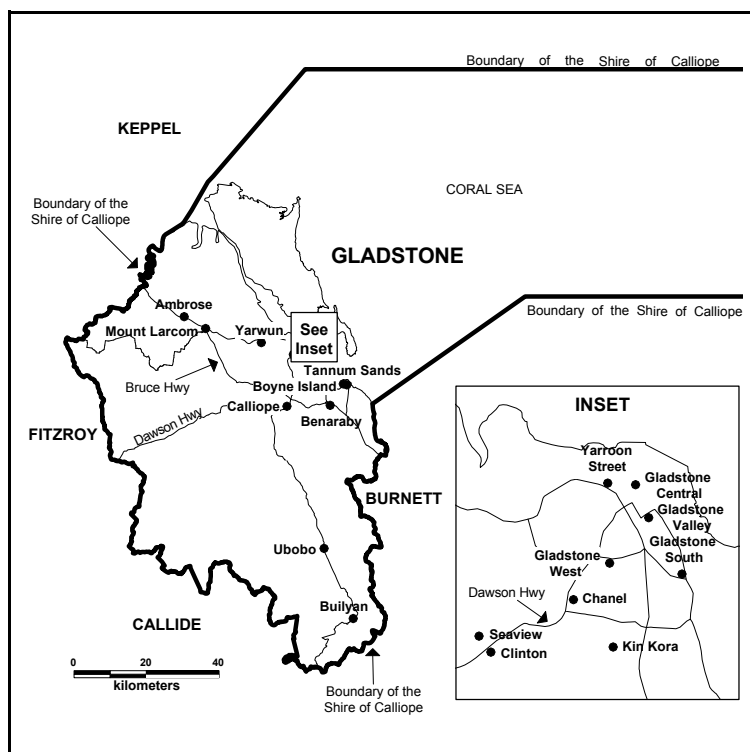 Boundary of the Shire of Calliope
KEPPEL
CORAL SEA
Boundary of the
Shire of Calliope
GLADSTONE
Ambrose
Mount Larcom
Yarwun
See
Inset
Boundary of the Shire of Calliope
Tannum Sands
Bruce Hwy
Boyne Island
Calliope
Benaraby
Dawson Hwy
FITZROY
BURNETT
Ubobo
Builyan
CALLIDE
0 20 40
kilometers
Boundary of the
Shire of Calliope
INSET
Yarroon
Street
Gladstone
Central
Gladstone
Valley
Gladstone
South
Gladstone
West
Dawson Hwy
Chanel
Seaview
Clinton
Kin Kora